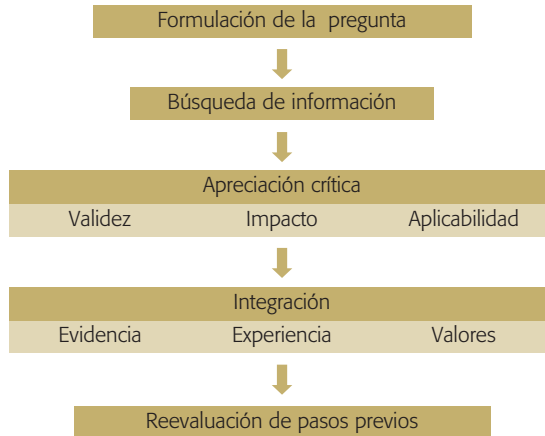 Formulación de la pregunta
Búsqueda de información
Apreciación crítica
Validez Impacto Aplicabilidad
Integración
Evidencia Experiencia Valores
Reevaluación de pasos previos